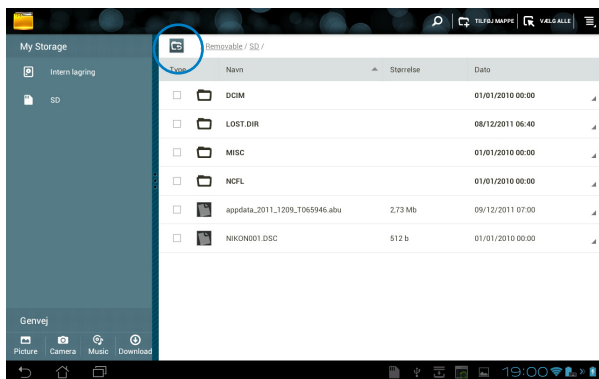 TILFØJ MAPPE VÆLG ALLE
My Storage
Removable / SD /
Type Navn Størrelse Dato
Intern lagring
SD
DCIM 01/01/2010 00:00
LOST.DIR 08/12/2011 06:40
MISC 01/01/2010 00:00
NCFL 01/01/2010 00:00
appdata_2011_1209_T065946.abu 2,73 Mb 09/12/2011 07:00
NIKON001.DSC 512 b 01/01/2010 00:00
Genvej
Picture Camera Music Download
19:00